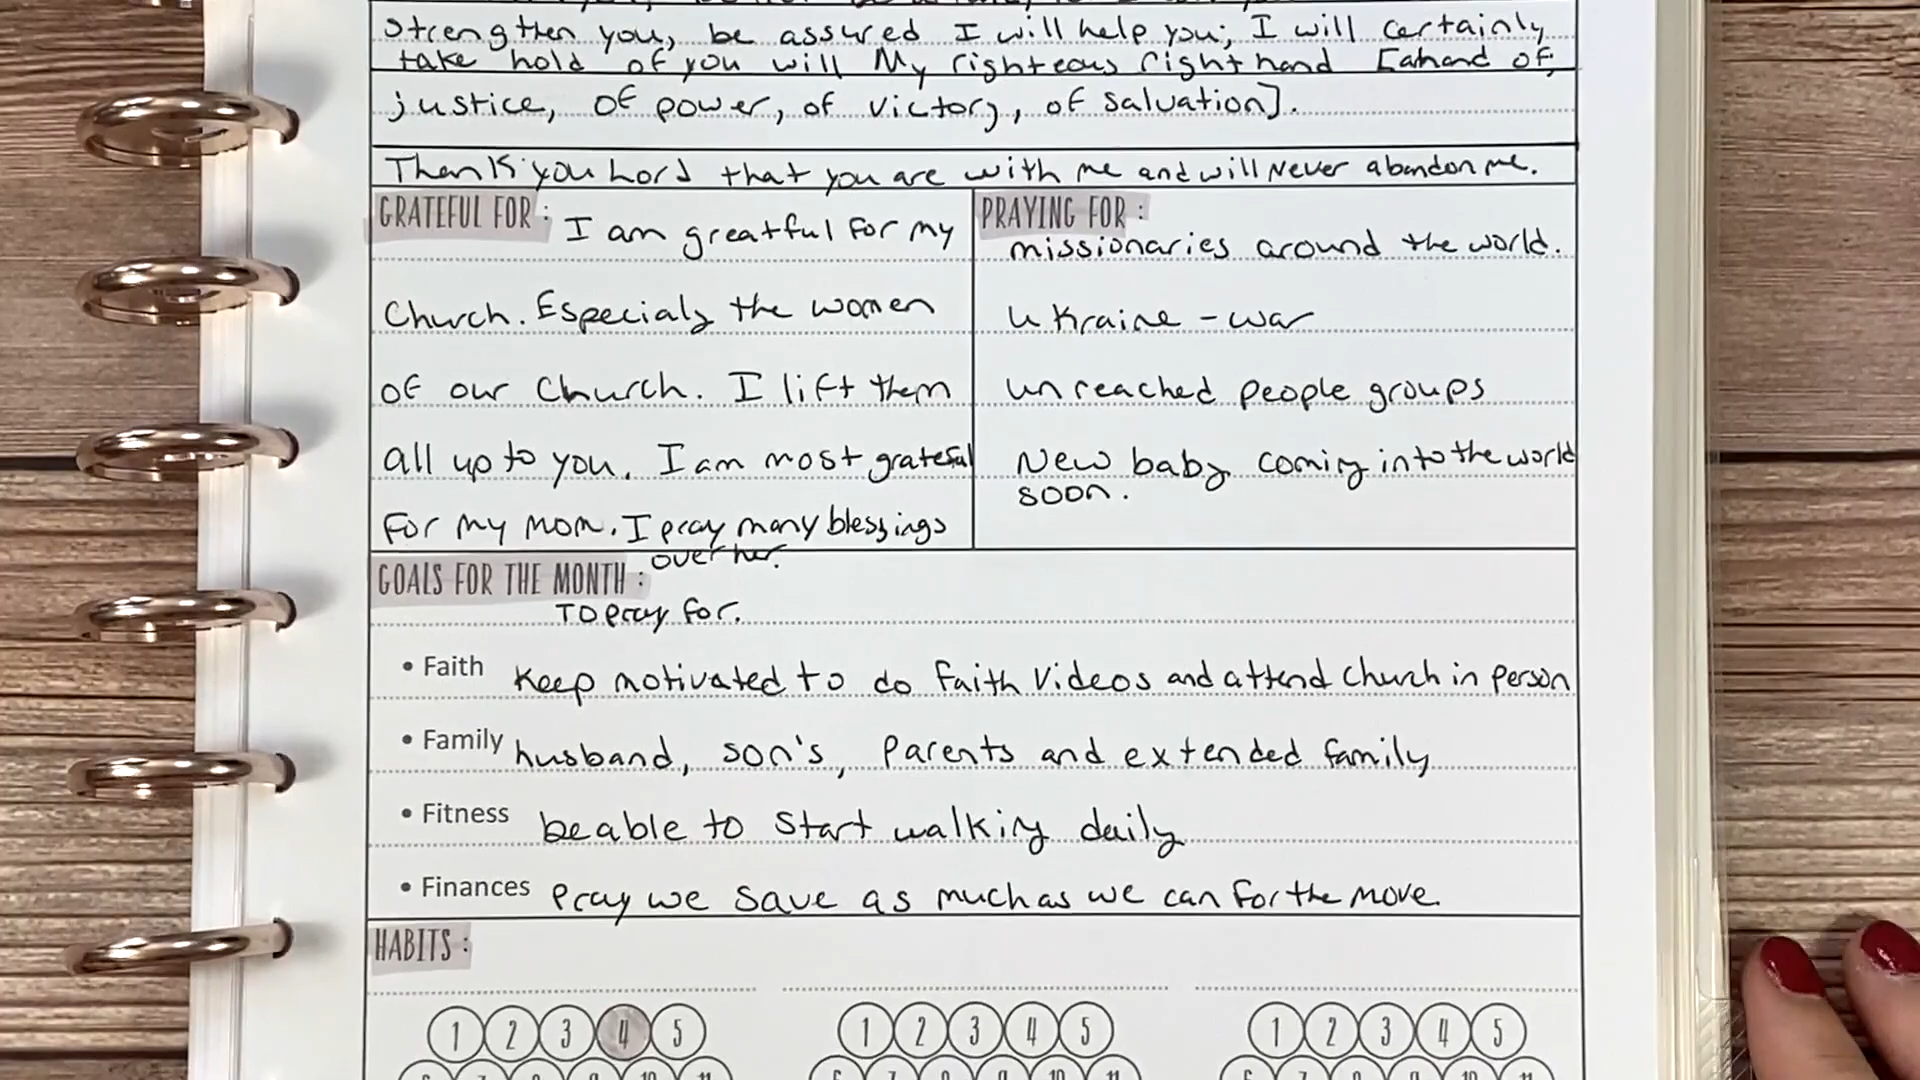 Strengthen you, be assured I will help you; I will certainly
take hold of you will My righteous right hand [ahand of,
justice, of power, of victory, of salvation].
Thank you Lord that you are with me and will Never abandon me.
GRATEFUL FOR : I am greatful for my
Church. Especialy the women
of our Church. I lift them
all up to you. I am most grateful
for my mom. I pray many blessings
over her.
PRAYING FOR :
missionaries around the world.
Ukraine - war
unreached people groups
New baby coming into the world
soon.
GOALS FOR THE MONTH :
To pray for.
• Faith Keep motivated to do Faith Videos and attend Church in person
• Family husband, son's, Parents and extended family
• Fitness be able to Start walking daily
• Finances Pray we save as much as we can for the move.
HABITS :
1 2 3 4 5 1 2 3 4 5 1 2 3 4 5